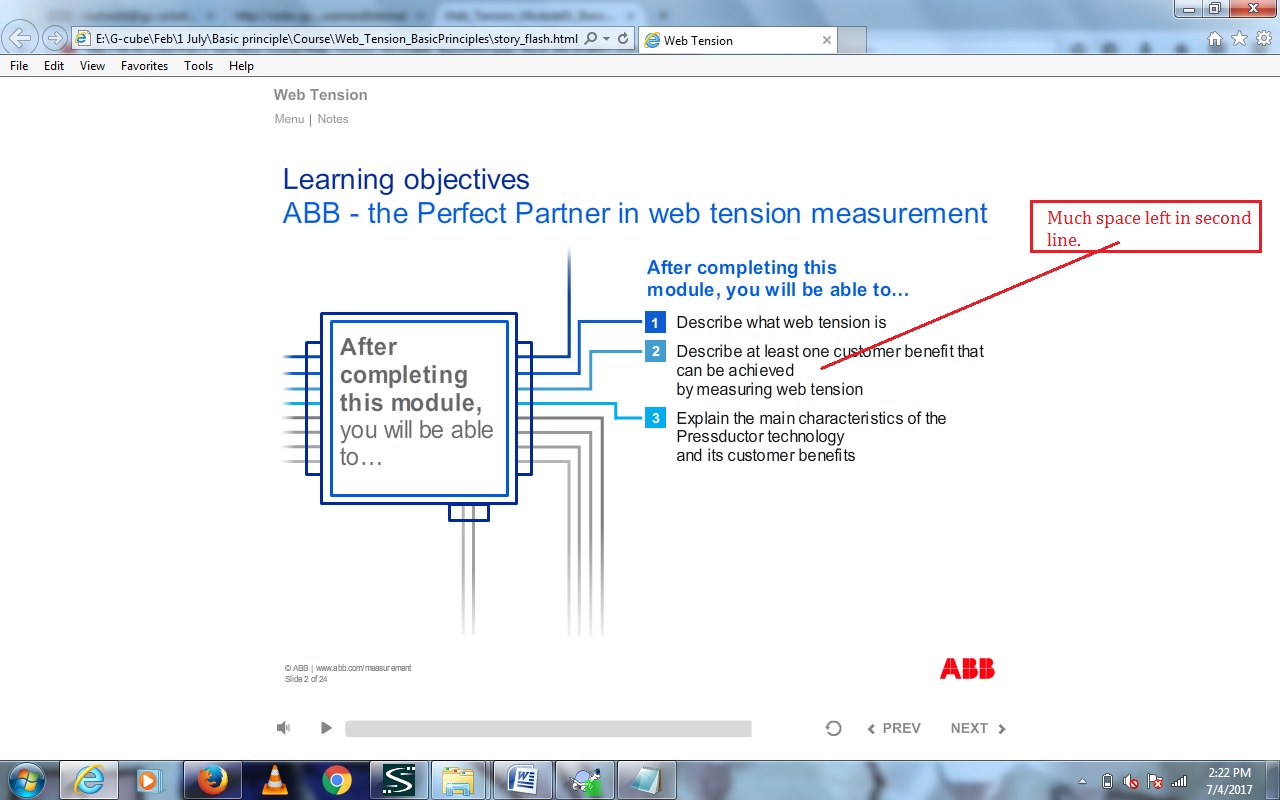 E:\G-cube\Feb\1 July\Basic principle\Course\Web_Tension_BasicPrinciples\story_flash.html
Web Tension
File Edit View Favorites Tools Help
Web Tension
Menu | Notes
Learning objectives
ABB - the Perfect Partner in web tension measurement
Much space left in second
line.
After completing this
module, you will be able to…
1 Describe what web tension is
2 Describe at least one customer benefit that
can be achieved
by measuring web tension
3 Explain the main characteristics of the
Pressductor technology
and its customer benefits
After
completing
this module,
you will be able
to…
© ABB | www.abb.com/measurement
Slide 2 of 24
ABB
PREV NEXT
2:22 PM
7/4/2017